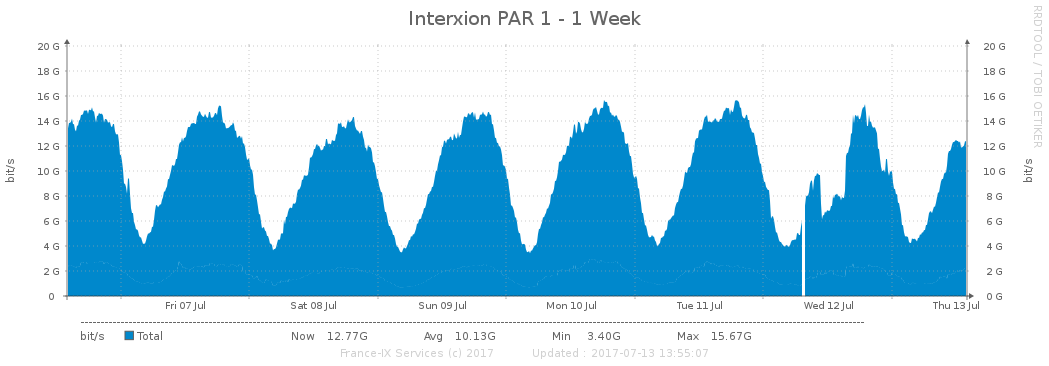 Interxion PAR 1 - 1 Week
RRDTOOL / TOBI OETIKER
20 G 20 G
18 G 18 G
16 G 16 G
14 G 14 G
12 G 12 G
10 G 10 G
8 G 8 G
6 G 6 G
4 G 4 G
2 G 2 G
0 0 G
bit/s
bit/s
Fri 07 Jul Sat 08 Jul Sun 09 Jul Mon 10 Jul Tue 11 Jul Wed 12 Jul Thu 13 Jul
bit/s Total Now 12.77G Avg 10.13G Min 3.40G Max 15.67G
France-IX Services (c) 2017 Updated : 2017-07-13 13:55:07